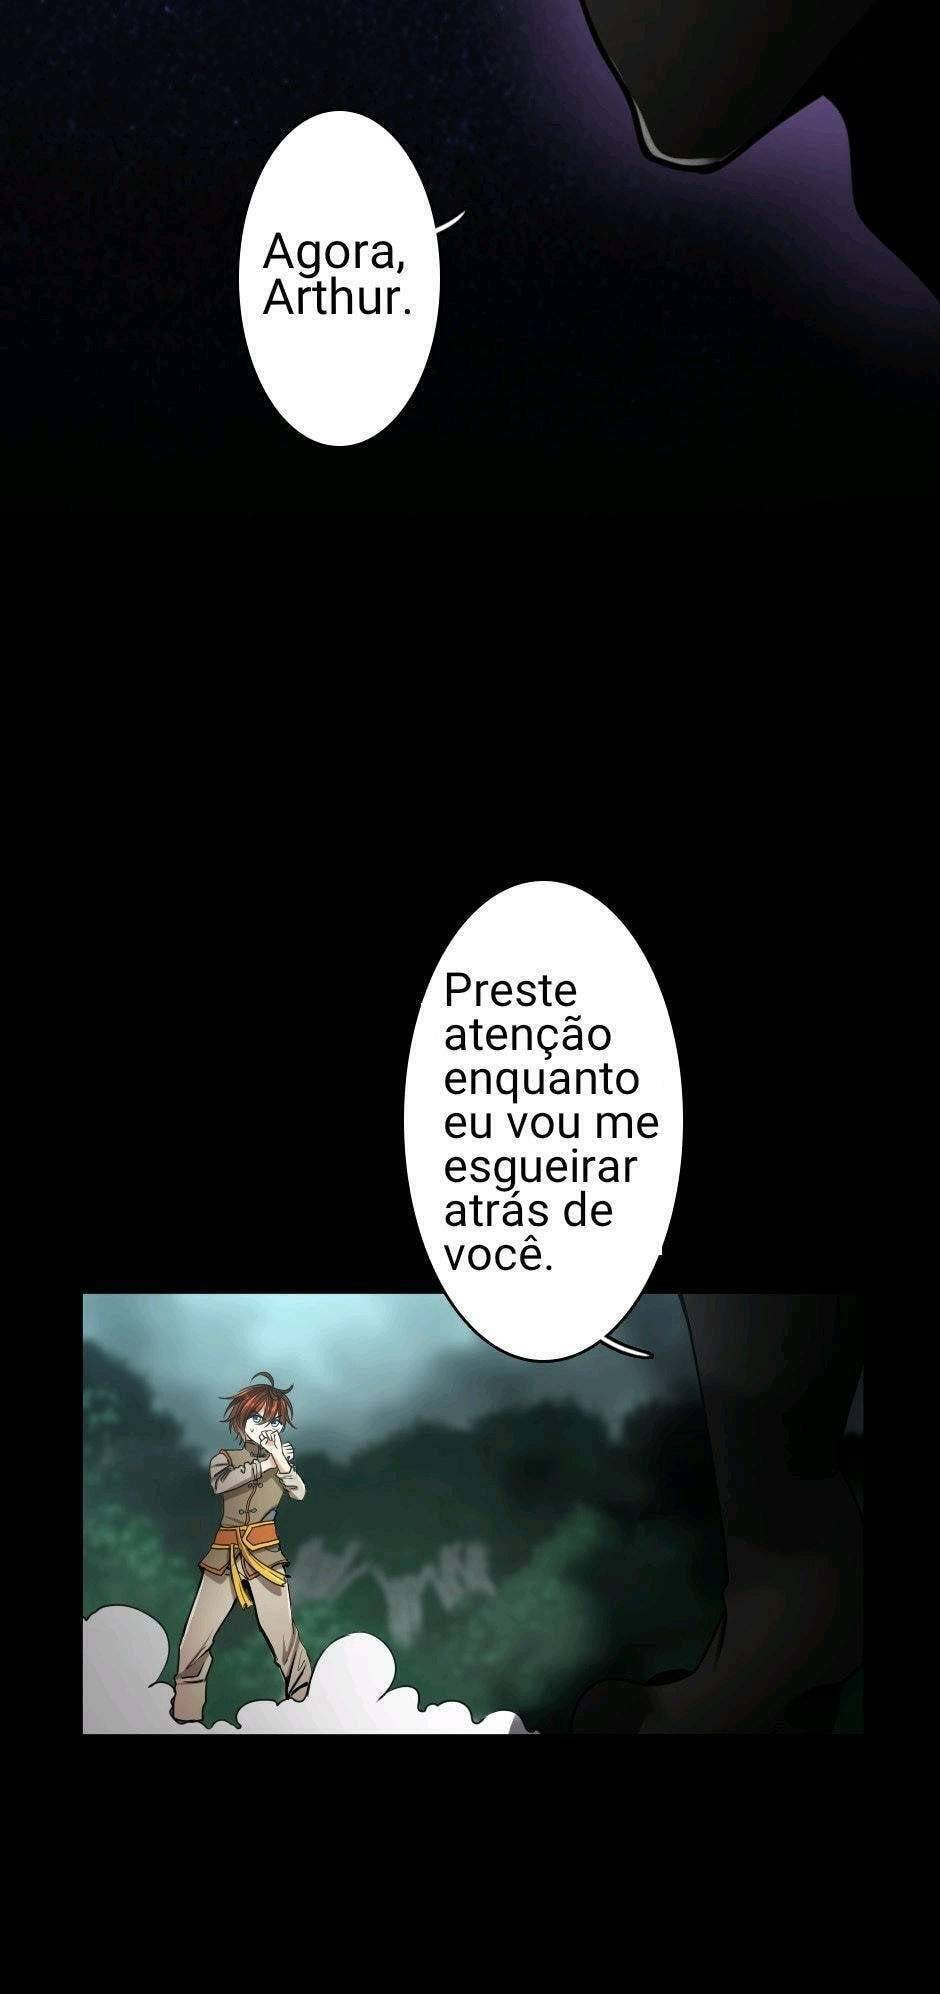 Agora,
Arthur.
Preste
atenção
enquanto
eu vou me
esgueirar
atrás de
você.